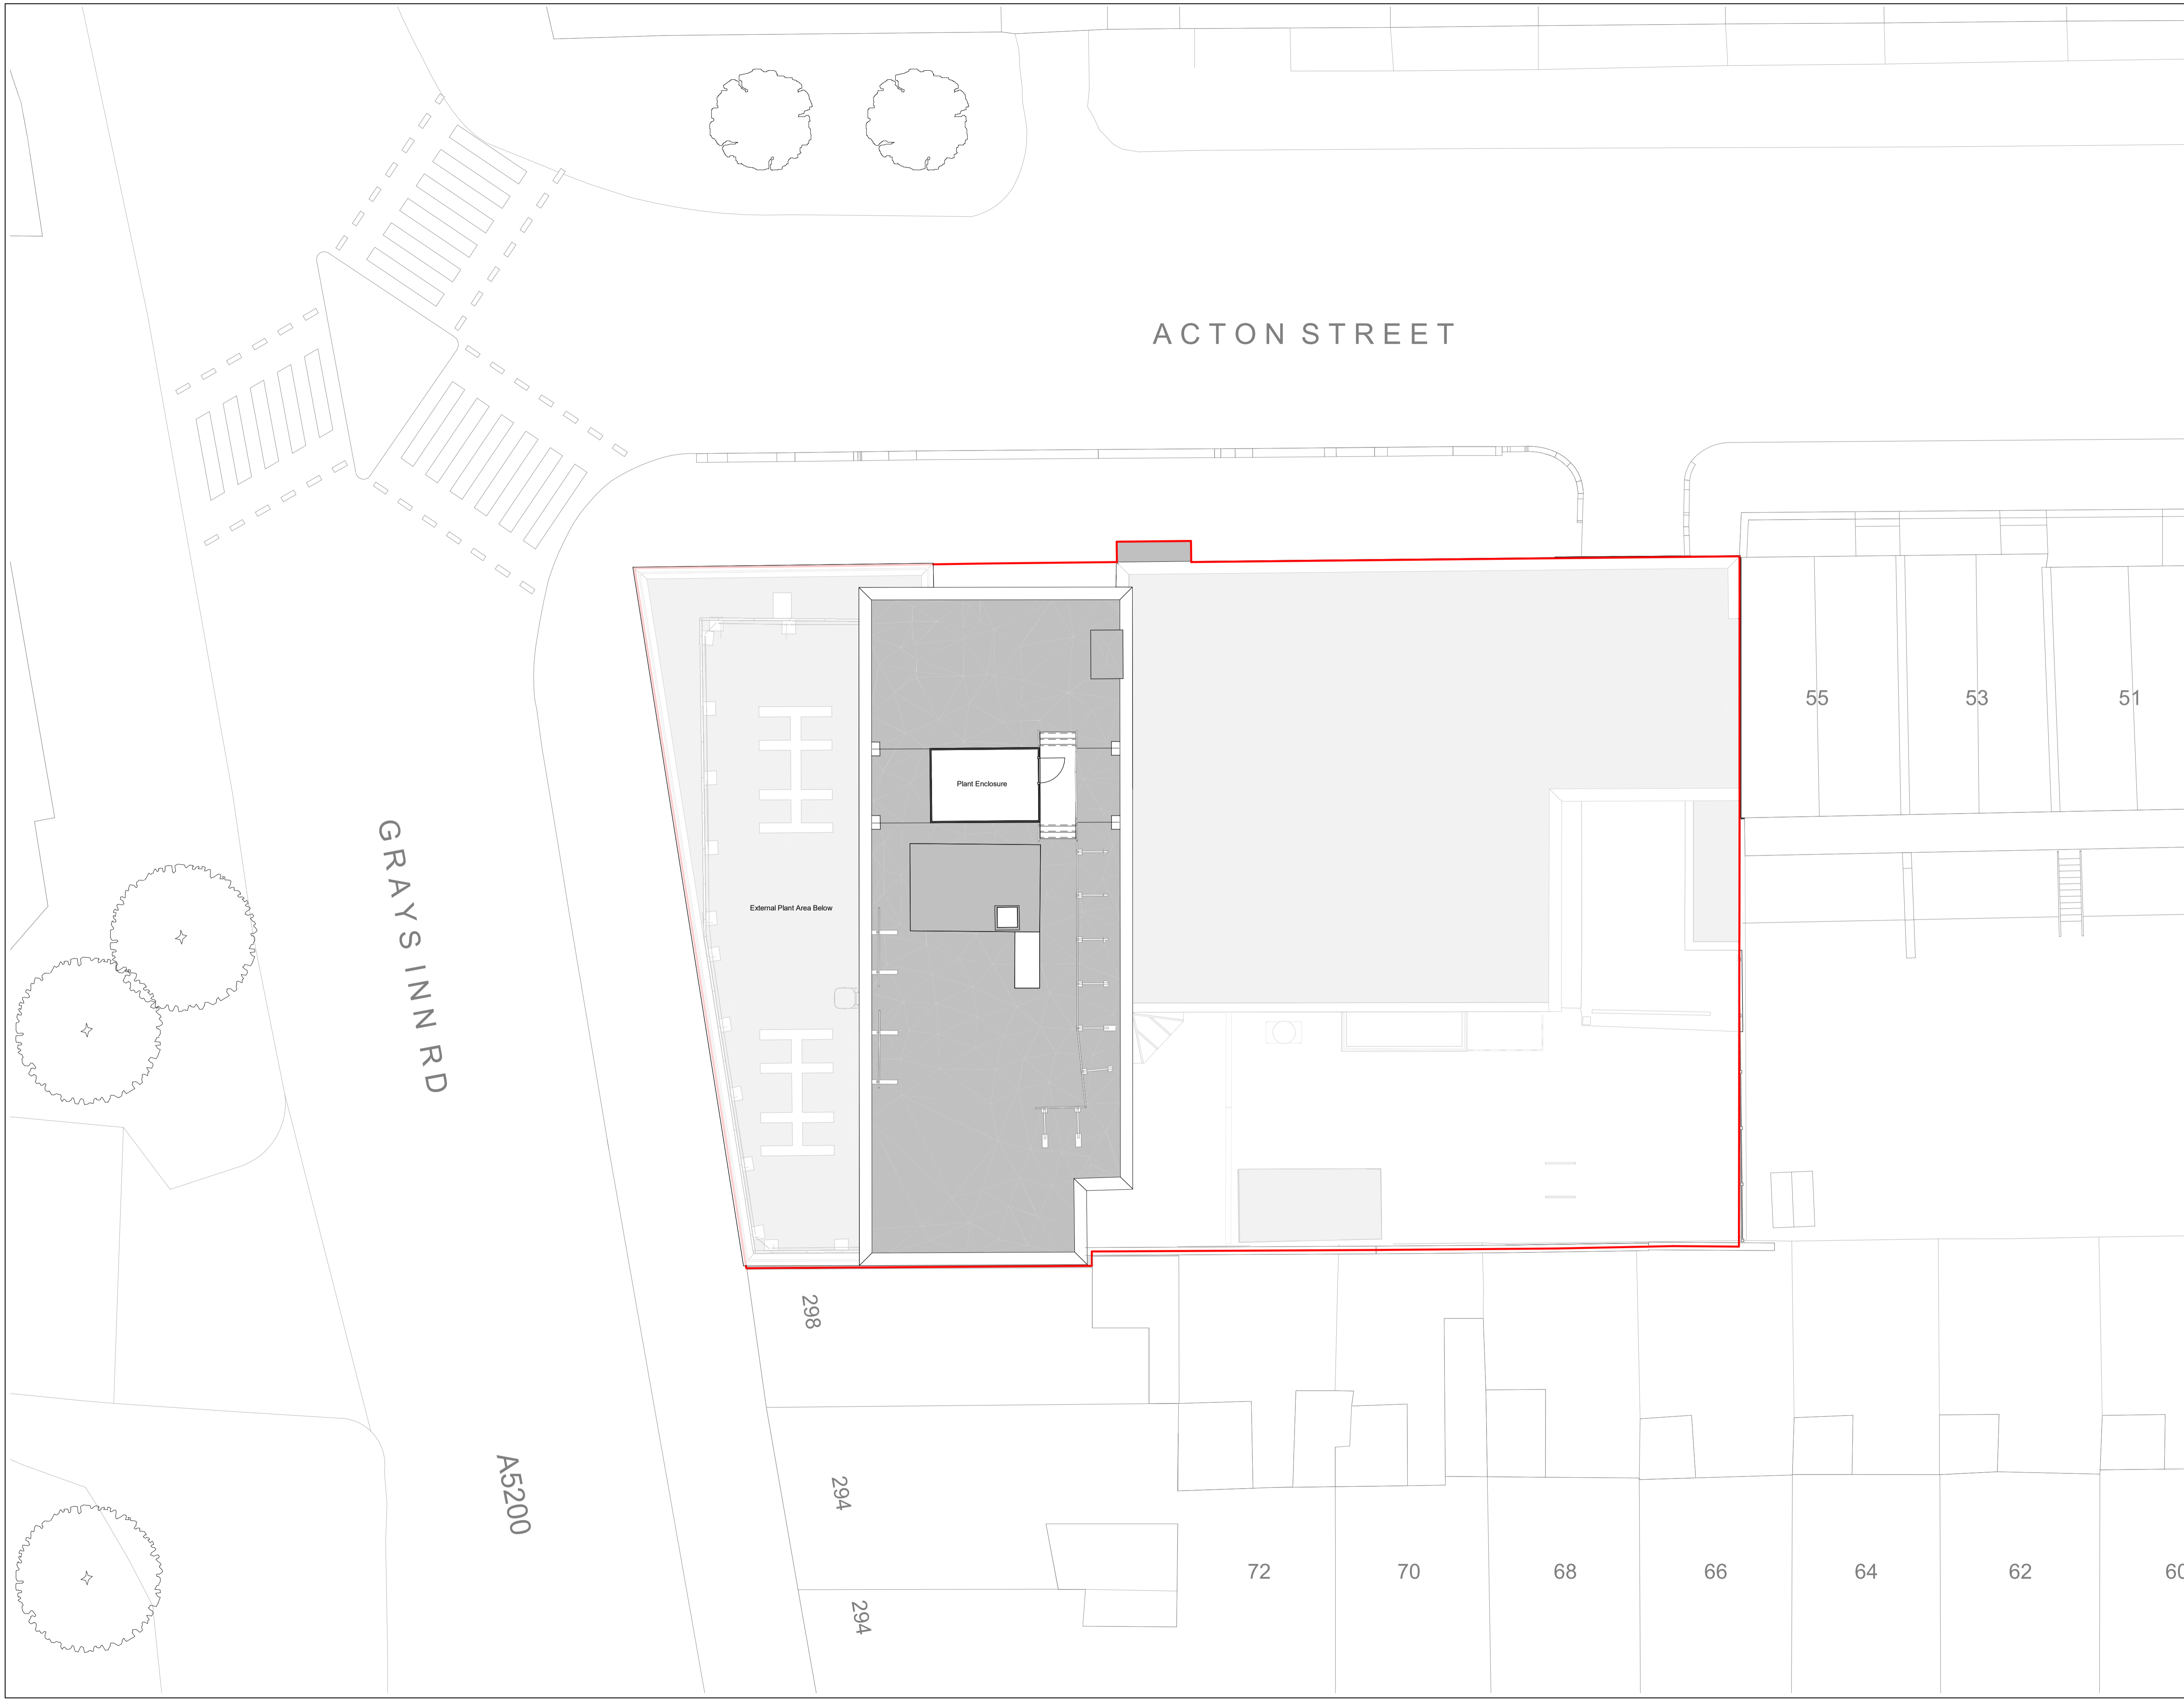 ACTON STREET
55
53
51
Plant Enclosure
GRAYS INN RD
External Plant Area Below
298
A5200
294
72
70
68
66
64
62
60
294